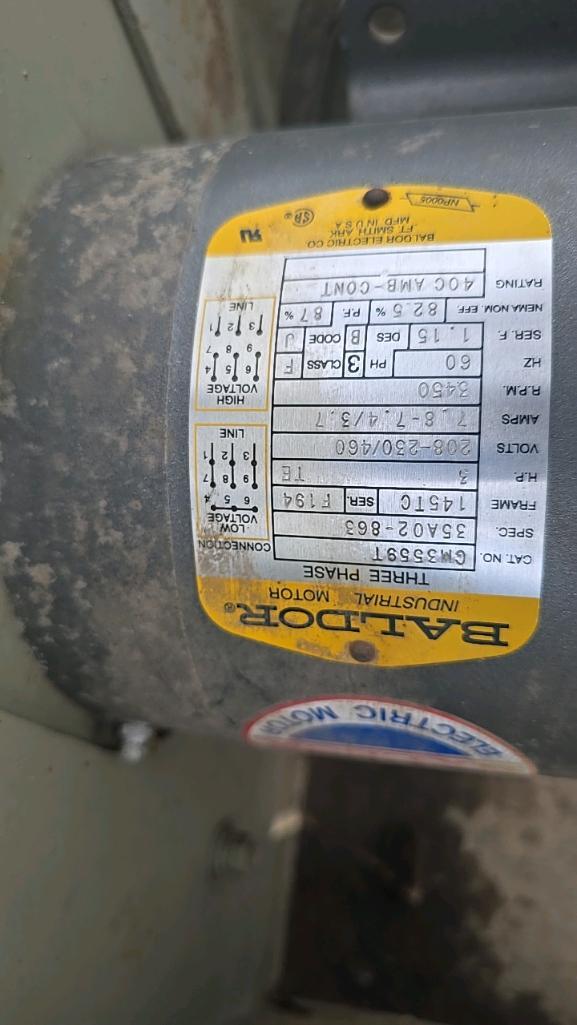 BALDOR®
INDUSTRIAL MOTOR
THREE PHASE
CAT. NO. GM3559T
SPEC. 35A02-863
FRAME 145TC SER. F194
H.P. 3 TE
VOLTS 208-230/460
AMPS 7.8-7.4/3.7
R.P.M. 3450
HZ 60 PH 3 CLASS F
SER. F. 1.15 DES B CODE J
NEMA NOM. EFF. 82.5 % P.F. 87 %
RATING 40C AMB-CONT
BALDOR ELECTRIC CO.
FT. SMITH ARK
MFD. IN U.S.A.
NP0005
SA ®
CONNECTION
LOW
VOLTAGE
4 5 6
7 8 9
1 2 3
LINE
HIGH
VOLTAGE
4 5 6
7 8 9
1 2 3
LINE
ELECTRIC MOTOR